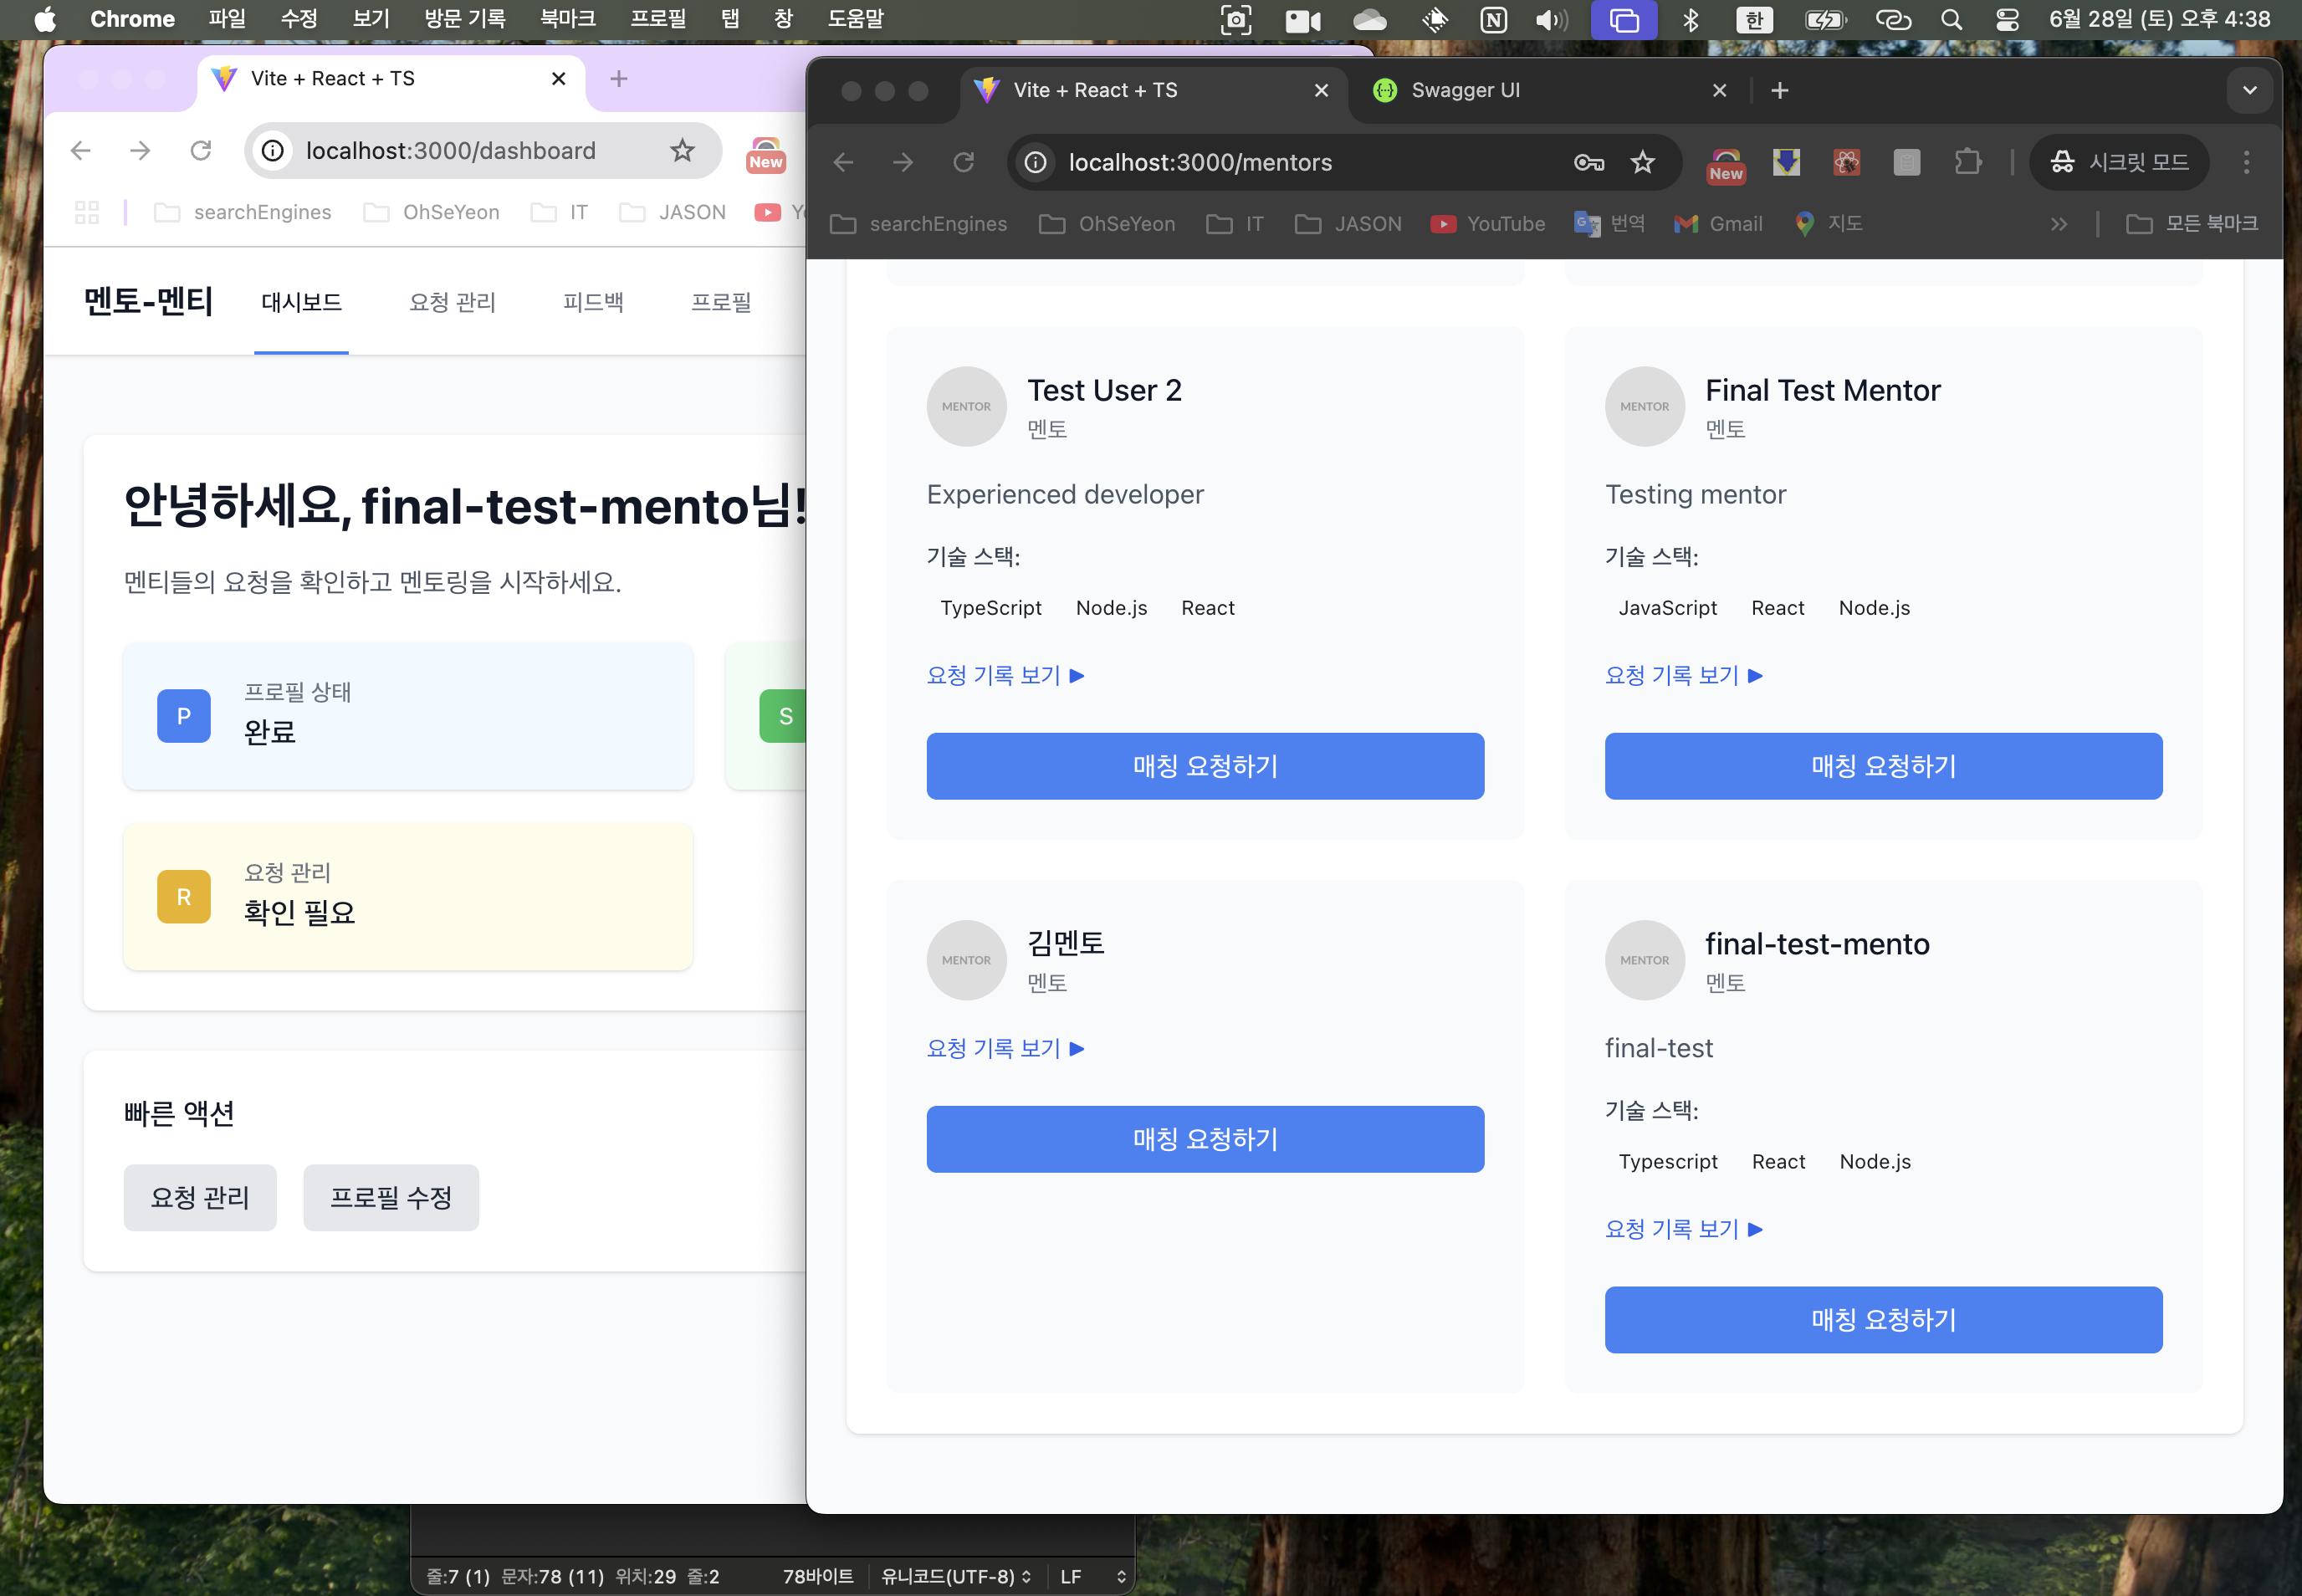 Chrome 파일 수정 보기 방문 기록 북마크 프로필 탭 창 도움말 N 한 6월 28일 (토) 오후 4:38
Vite + React + TS
localhost:3000/dashboard New
searchEngines OhSeYeon IT JASON
멘토-멘티 대시보드 요청 관리 피드백 프로필
안녕하세요, final-test-mento님!
멘티들의 요청을 확인하고 멘토링을 시작하세요.
P 프로필 상태
완료
S
R 요청 관리
확인 필요
빠른 액션
요청 관리 프로필 수정
Vite + React + TS Swagger UI
localhost:3000/mentors New 시크릿 모드
searchEngines OhSeYeon IT JASON YouTube 번역 Gmail 지도 모든 북마크
MENTOR Test User 2
멘토
Experienced developer
기술 스택:
TypeScript Node.js React
요청 기록 보기 ▶
매칭 요청하기
MENTOR Final Test Mentor
멘토
Testing mentor
기술 스택:
JavaScript React Node.js
요청 기록 보기 ▶
매칭 요청하기
MENTOR 김멘토
멘토
요청 기록 보기 ▶
매칭 요청하기
MENTOR final-test-mento
멘토
final-test
기술 스택:
Typescript React Node.js
요청 기록 보기 ▶
매칭 요청하기
줄:7 (1) 문자:78 (11) 위치:29 줄:2 78바이트 유니코드(UTF-8) LF